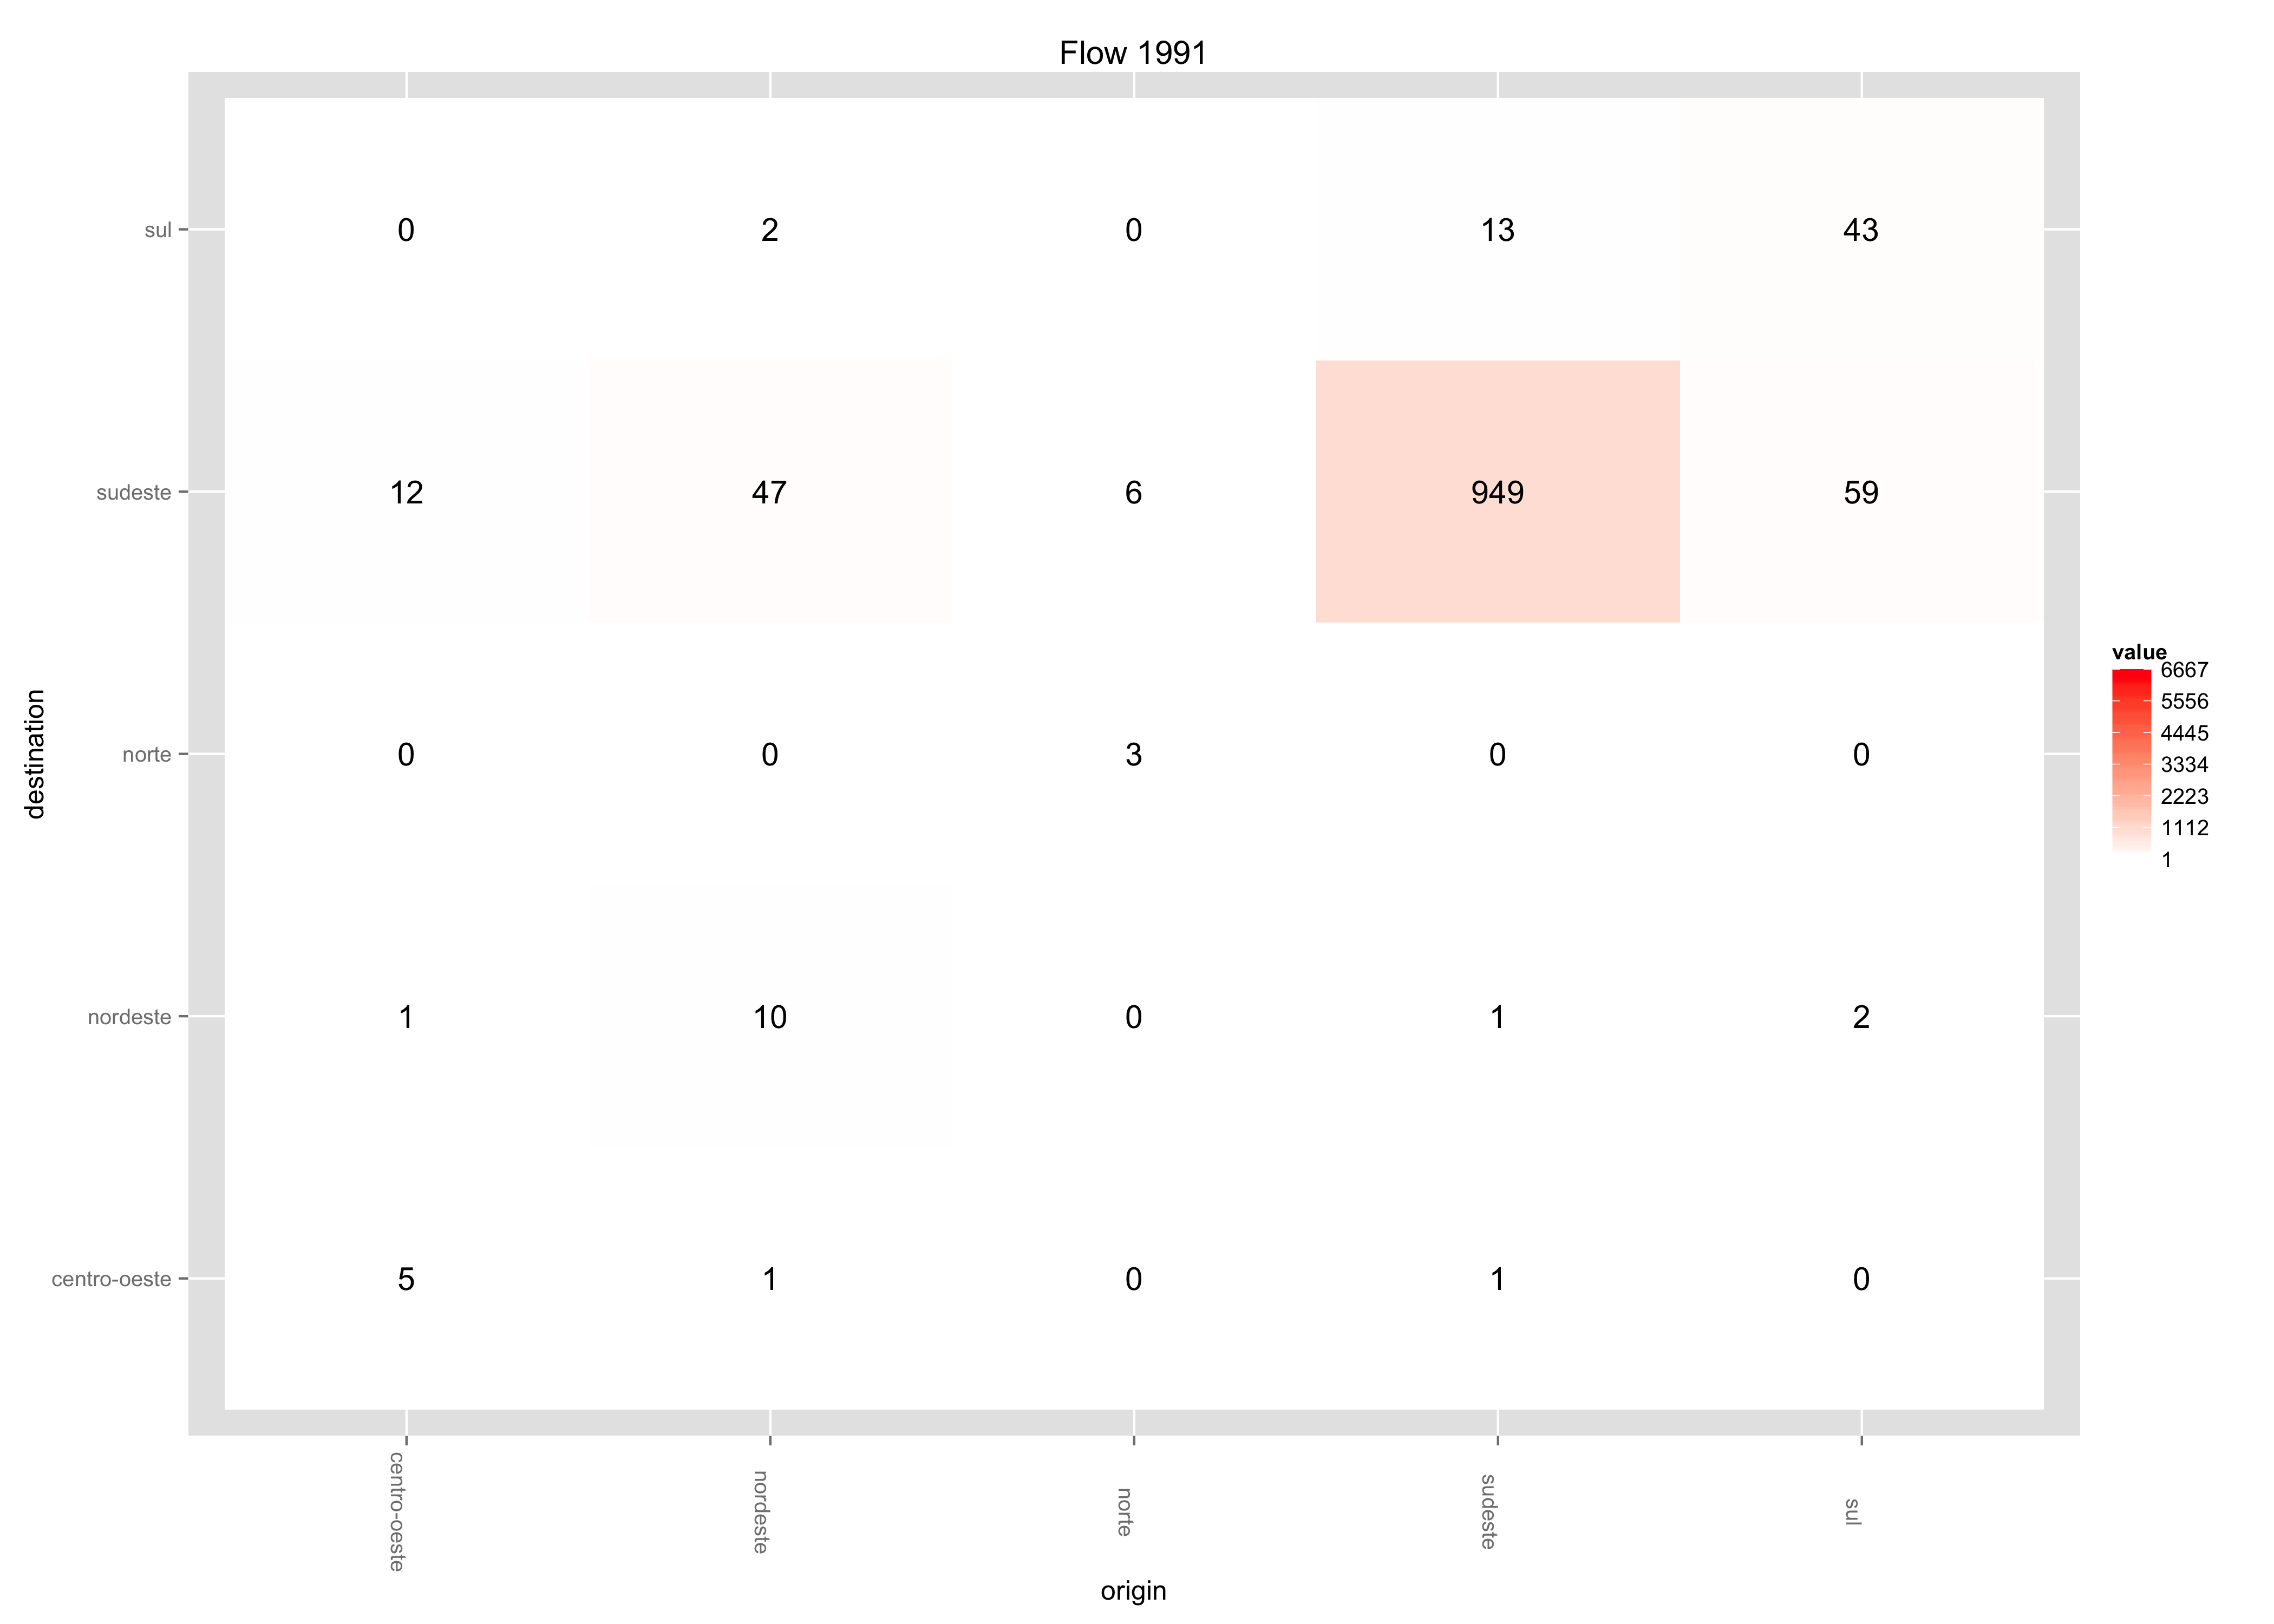 Flow 1991
sul 0 2 0 13 43
sudeste 12 47 6 949 59
norte 0 0 3 0 0
nordeste 1 10 0 1 2
centro-oeste 5 1 0 1 0
destination
centro-oeste nordeste norte sudeste sul
origin
value
6667
5556
4445
3334
2223
1112
1